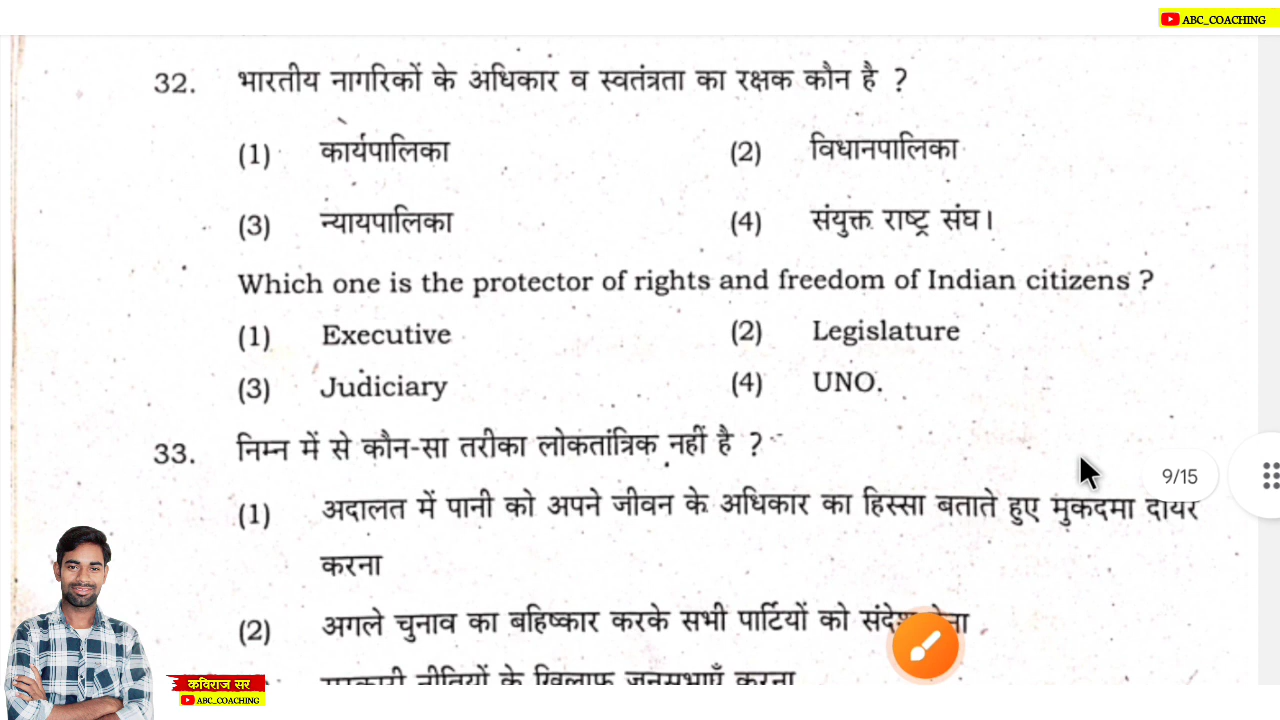 ABC_COACHING
32. भारतीय नागरिकों के अधिकार व स्वतंत्रता का रक्षक कौन है ?
(1) कार्यपालिका (2) विधानपालिका
(3) न्यायपालिका (4) संयुक्त राष्ट्र संघ।
Which one is the protector of rights and freedom of Indian citizens ?
(1) Executive (2) Legislature
(3) Judiciary (4) UNO.
33. निम्न में से कौन-सा तरीका लोकतांत्रिक नहीं है ?
9/15
(1) अदालत में पानी को अपने जीवन के अधिकार का हिस्सा बताते हुए मुकदमा दायर
करना
(2) अगले चुनाव का बहिष्कार करके सभी पार्टियों को
सरकारी नीतियों के खिलाफ जनसभाएँ करना
कविराज सर
ABC_COACHING